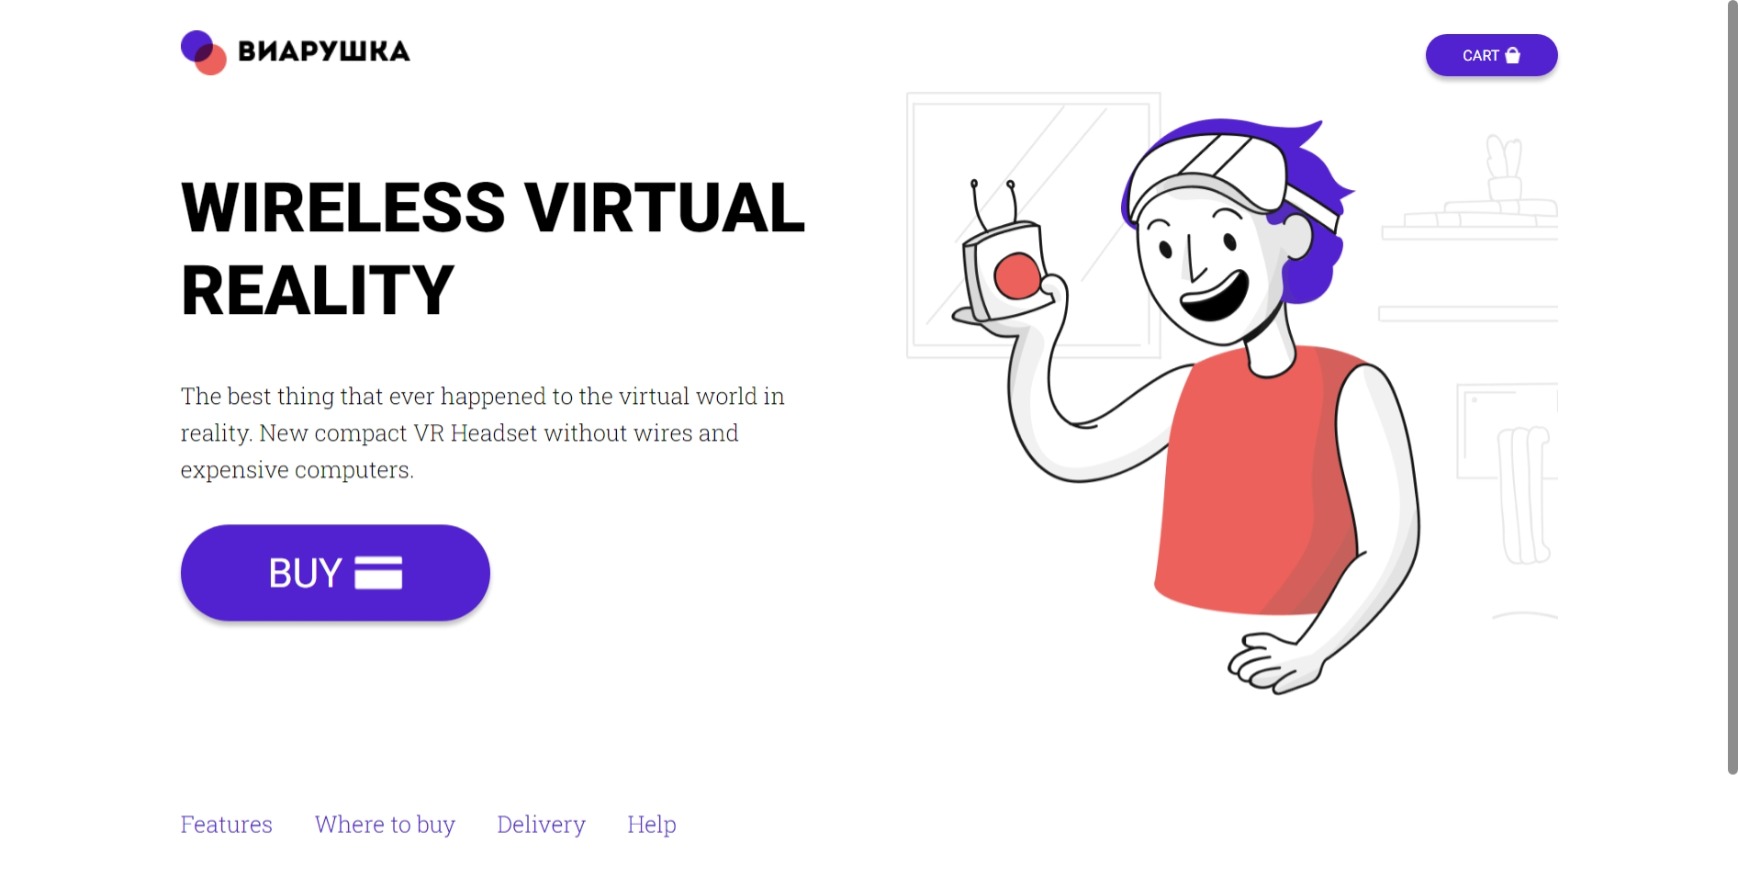 ВИАРУШКА
CART
WIRELESS VIRTUAL
REALITY
The best thing that ever happened to the virtual world in
reality. New compact VR Headset without wires and
expensive computers.
BUY
Features Where to buy Delivery Help